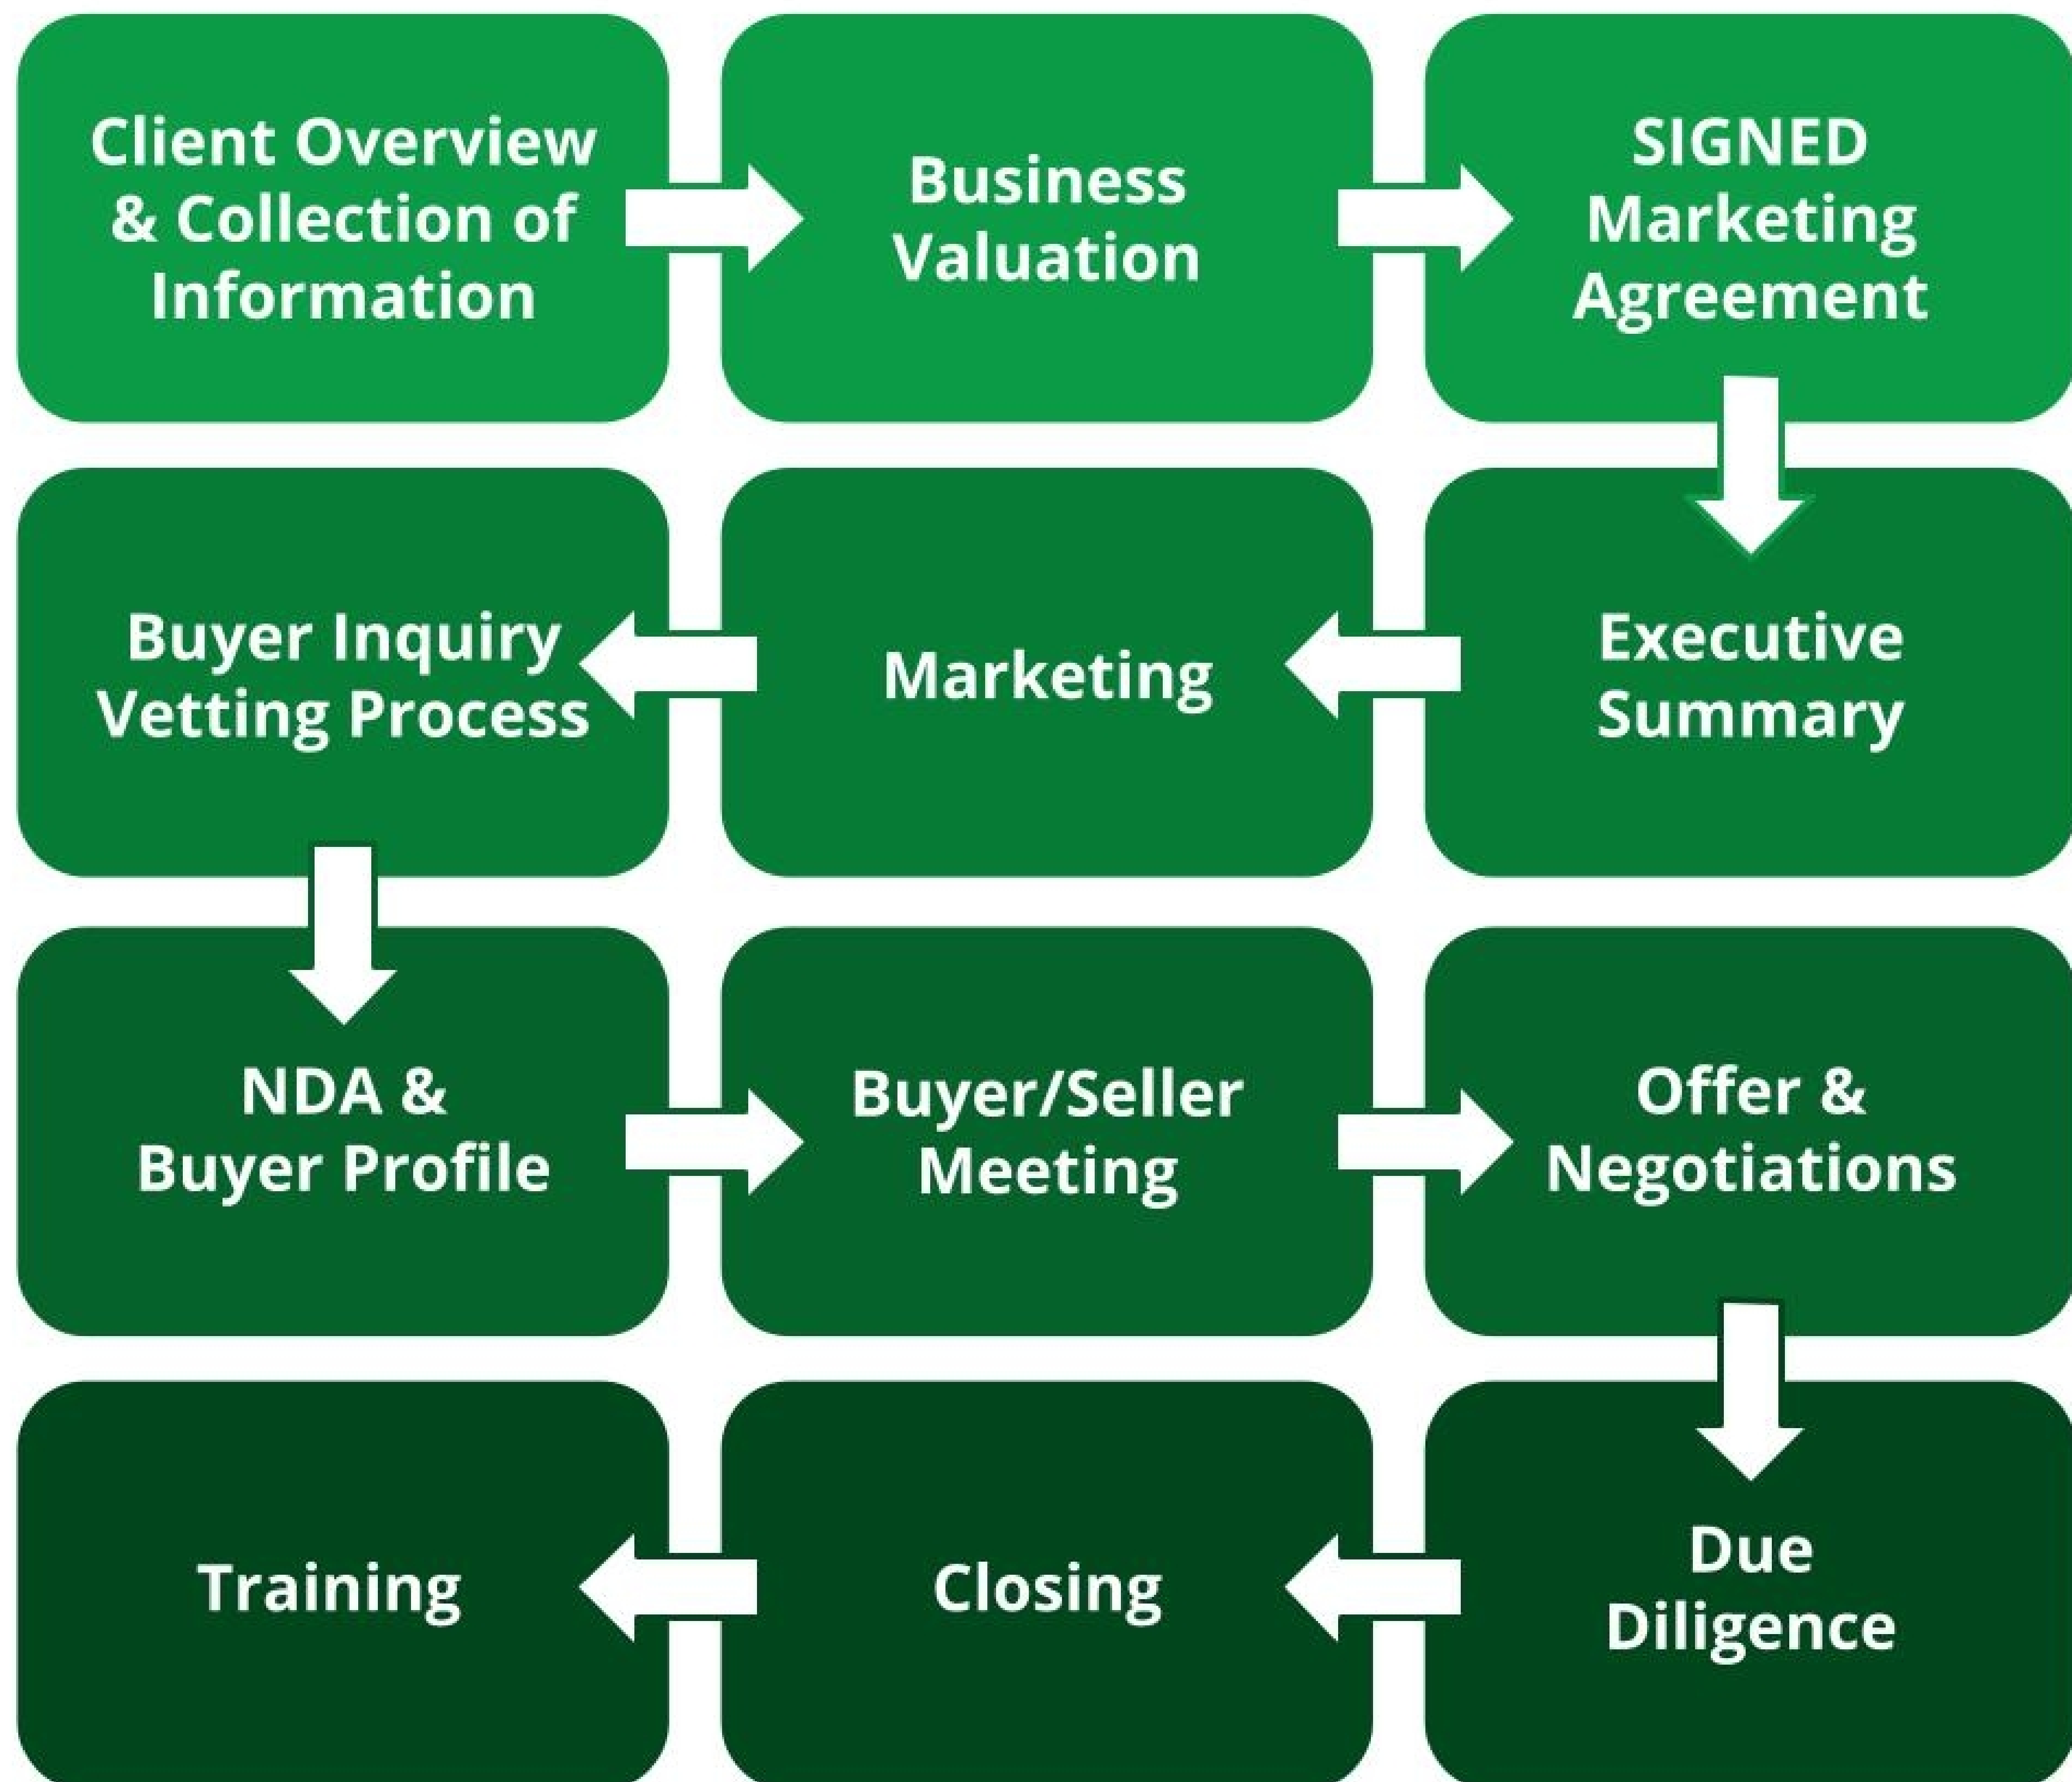 Client Overview
& Collection of
Information
Business
Valuation
SIGNED
Marketing
Agreement
Executive
Summary
Marketing
Buyer Inquiry
Vetting Process
NDA &
Buyer Profile
Buyer/Seller
Meeting
Offer &
Negotiations
Due
Diligence
Closing
Training